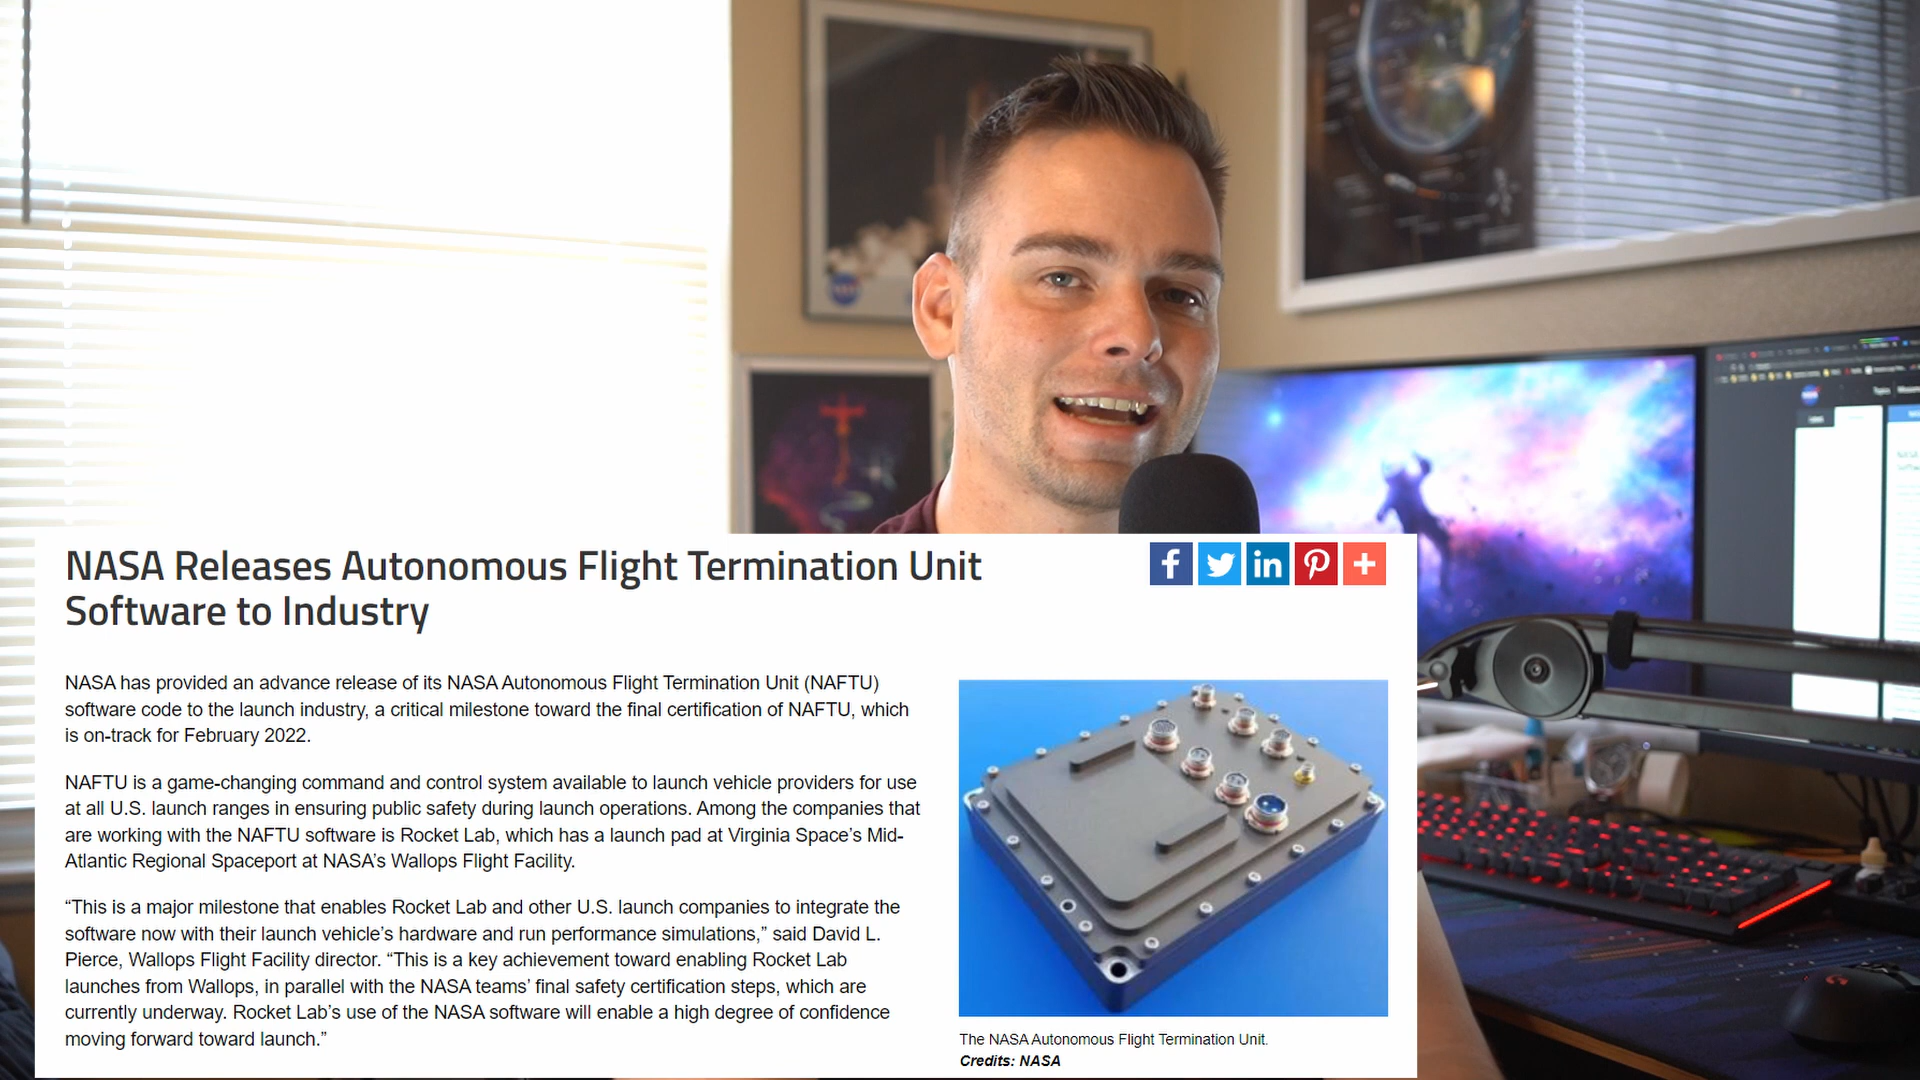 NASA Releases Autonomous Flight Termination Unit
Software to Industry
NASA has provided an advance release of its NASA Autonomous Flight Termination Unit (NAFTU)
software code to the launch industry, a critical milestone toward the final certification of NAFTU, which
is on-track for February 2022.
NAFTU is a game-changing command and control system available to launch vehicle providers for use
at all U.S. launch ranges in ensuring public safety during launch operations. Among the companies that
are working with the NAFTU software is Rocket Lab, which has a launch pad at Virginia Space’s Mid-
Atlantic Regional Spaceport at NASA’s Wallops Flight Facility.
“This is a major milestone that enables Rocket Lab and other U.S. launch companies to integrate the
software now with their launch vehicle’s hardware and run performance simulations,” said David L.
Pierce, Wallops Flight Facility director. “This is a key achievement toward enabling Rocket Lab
launches from Wallops, in parallel with the NASA teams’ final safety certification steps, which are
currently underway. Rocket Lab’s use of the NASA software will enable a high degree of confidence
moving forward toward launch.”
The NASA Autonomous Flight Termination Unit.
Credits: NASA